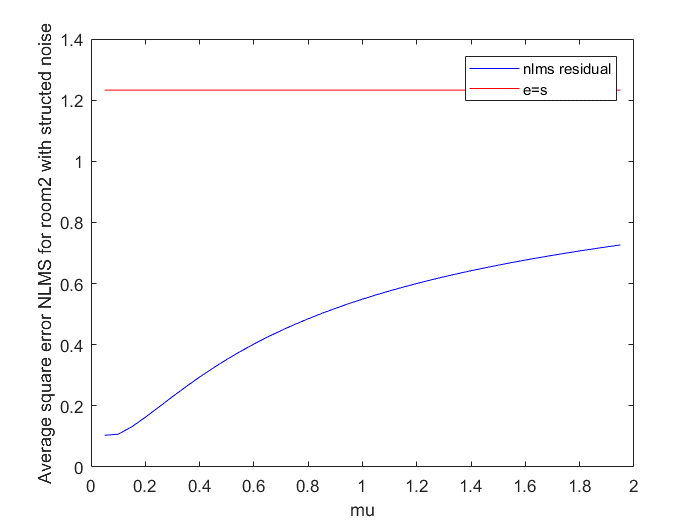 Average square error NLMS for room2 with structed noise
1.4
1.2
1
0.8
0.6
0.4
0.2
0
nlms residual
e=s
0 0.2 0.4 0.6 0.8 1 1.2 1.4 1.6 1.8 2
mu